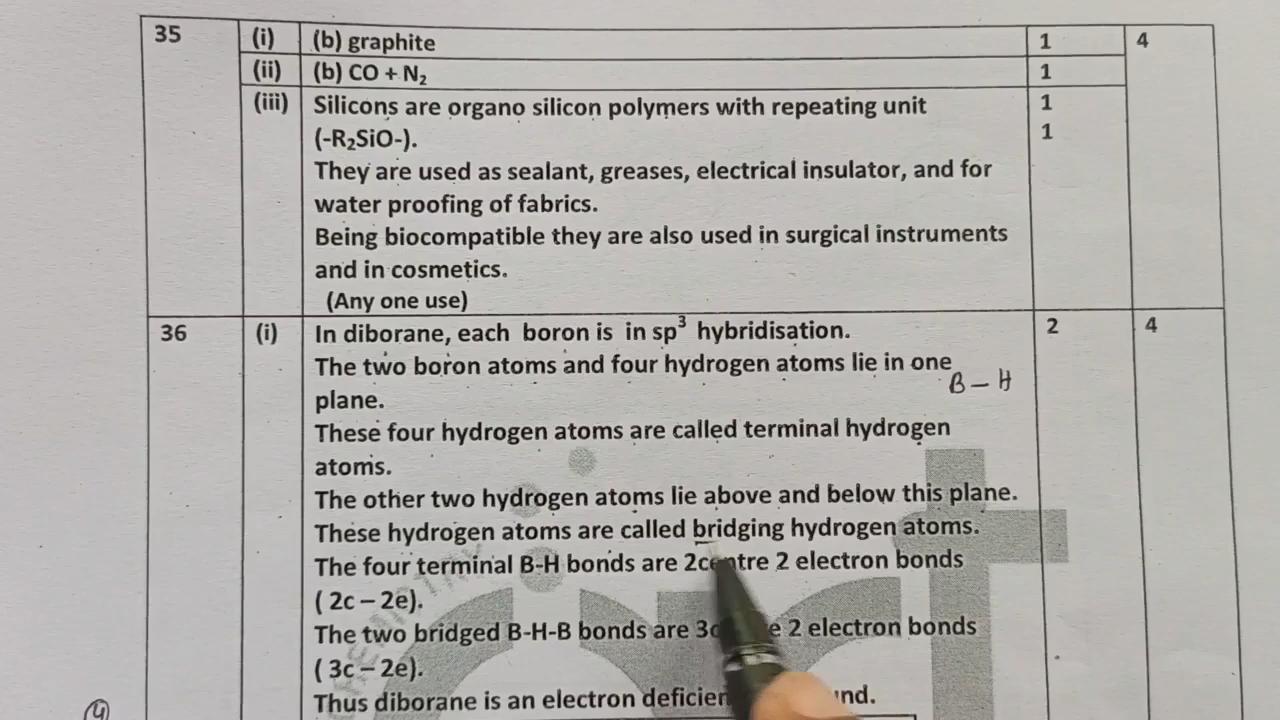 35 (i) (b) graphite 1 4
(ii) (b) CO + N₂ 1
(iii) Silicons are organo silicon polymers with repeating unit 1
(-R₂SiO-). 1
They are used as sealant, greases, electrical insulator, and for
water proofing of fabrics.
Being biocompatible they are also used in surgical instruments
and in cosmetics.
(Any one use)
36 (i) In diborane, each boron is in sp³ hybridisation. 2 4
The two boron atoms and four hydrogen atoms lie in one
B – H
plane.
These four hydrogen atoms are called terminal hydrogen
atoms.
The other two hydrogen atoms lie above and below this plane.
These hydrogen atoms are called bridging hydrogen atoms.
The four terminal B-H bonds are 2centre 2 electron bonds
( 2c – 2e).
The two bridged B-H-B bonds are 2 electron bonds
( 3c – 2e).
Thus diborane is an electron